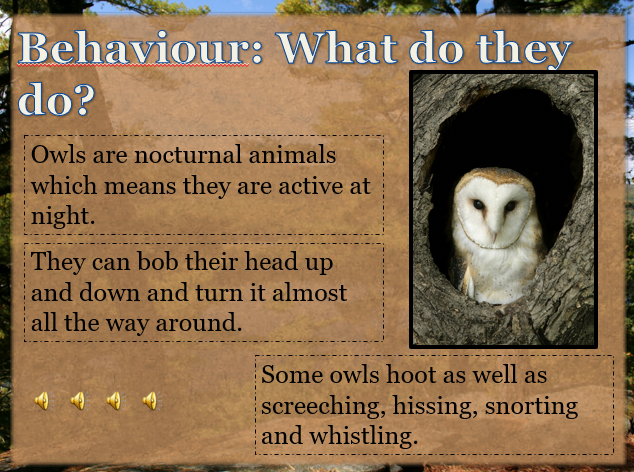 Behaviour: What do they
do?
Owls are nocturnal animals
which means they are active at
night.
They can bob their head up
and down and turn it almost
all the way around.
Some owls hoot as well as
screeching, hissing, snorting
and whistling.